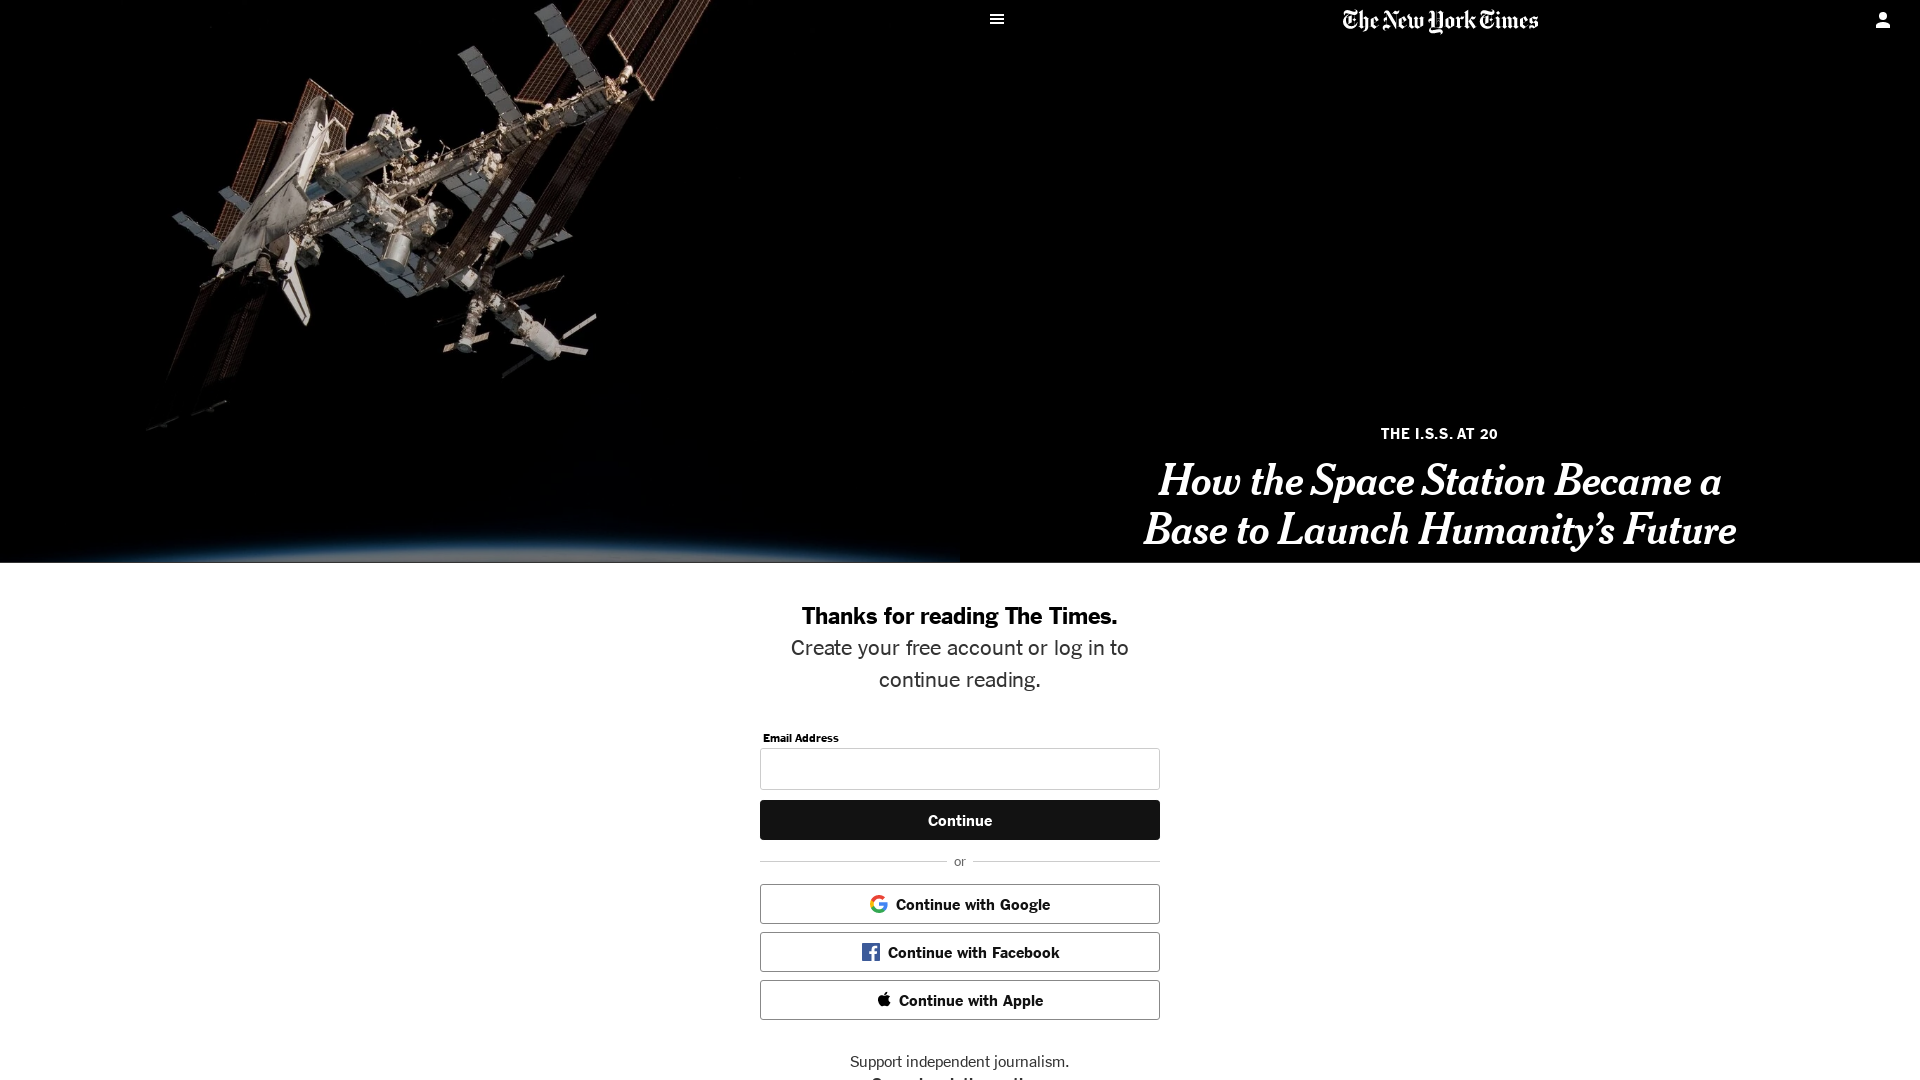 The New York Times
THE I.S.S. AT 20
How the Space Station Became a
Base to Launch Humanity’s Future
Thanks for reading The Times.
Create your free account or log in to
continue reading.
Email Address
Continue
or
Continue with Google
Continue with Facebook
Continue with Apple
Support independent journalism.